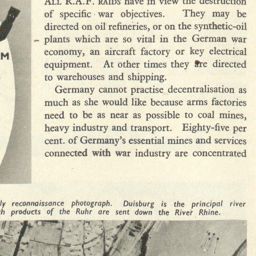 ALL R.A.F. RAIDS have in view the destruction
of specific war objectives. They may be
directed on oil refineries, or on the synthetic-oil
plants which are so vital in the German war
economy, an aircraft factory or key electrical
equipment. At other times they are directed
to warehouses and shipping.
Germany cannot practise decentralisation as
much as she would like because arms factories
need to be as near as possible to coal mines,
heavy industry and transport. Eighty-five per
cent. of Germany's essential mines and services
connected with war industry are concentrated
M
ly reconnaissance photograph. Duisburg is the principal river
h products of the Ruhr are sent down the River Rhine.